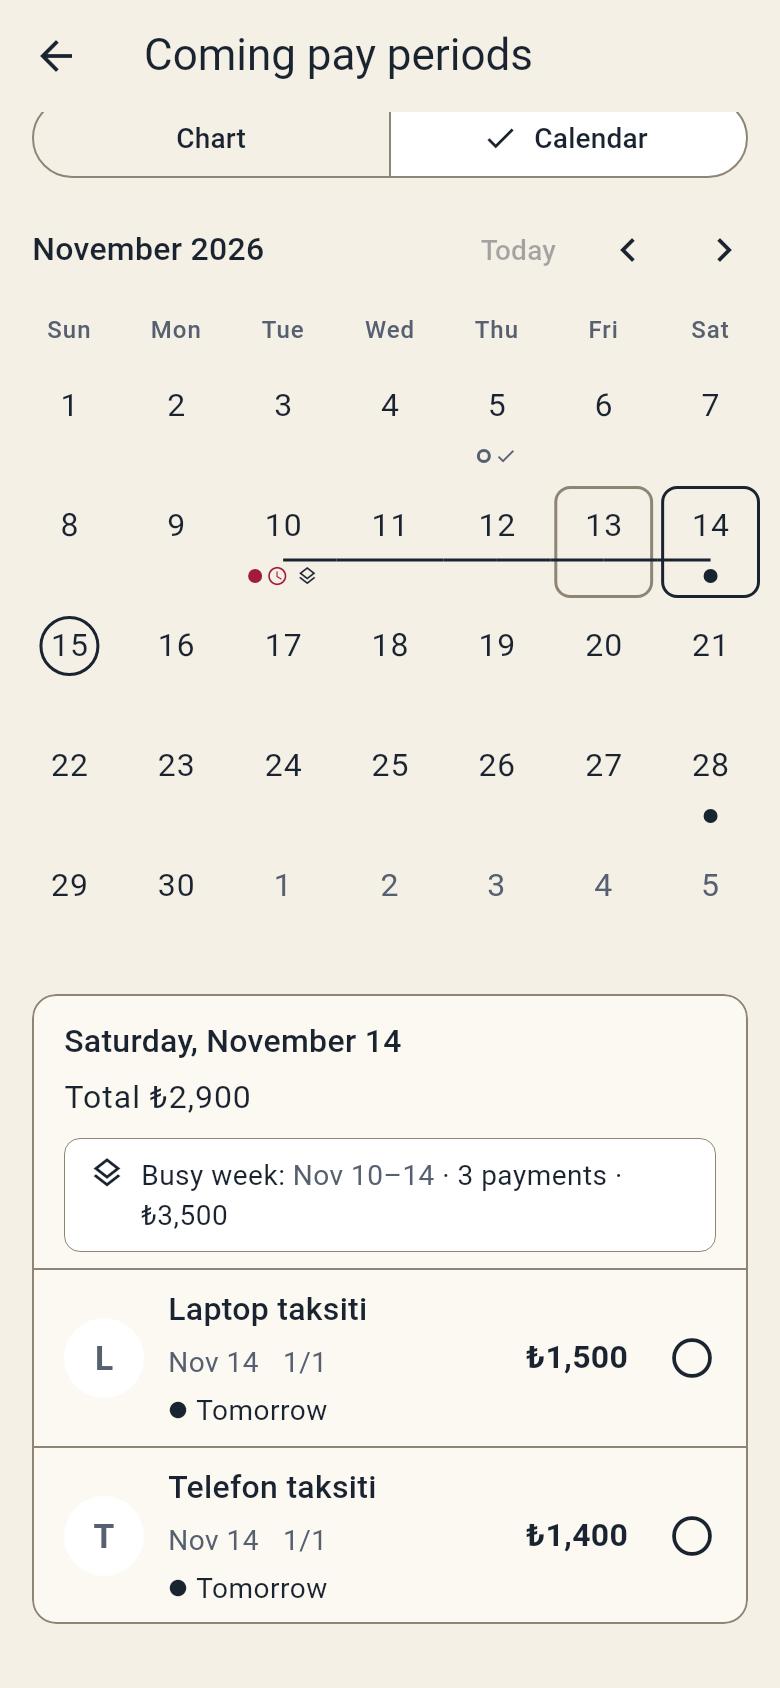 Coming pay periods
Chart
Calendar
November 2026
Today
Sun Mon Tue Wed Thu Fri Sat
1 2 3 4 5 6 7
8 9 10 11 12 13 14
15 16 17 18 19 20 21
22 23 24 25 26 27 28
29 30 1 2 3 4 5
Saturday, November 14
Total ₺2,900
Busy week: Nov 10–14 · 3 payments ·
₺3,500
L
Laptop taksiti
Nov 14 1/1
Tomorrow
₺1,500
T
Telefon taksiti
Nov 14 1/1
Tomorrow
₺1,400